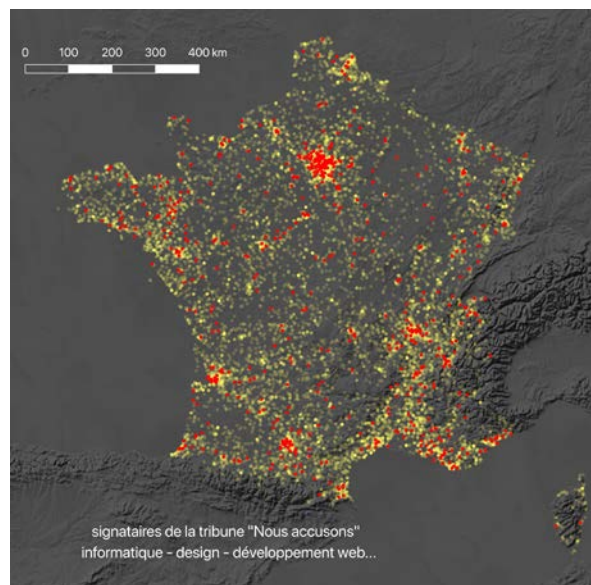 0 100 200 300 400 km
signataires de la tribune "Nous accusons"
informatique - design - développement web...